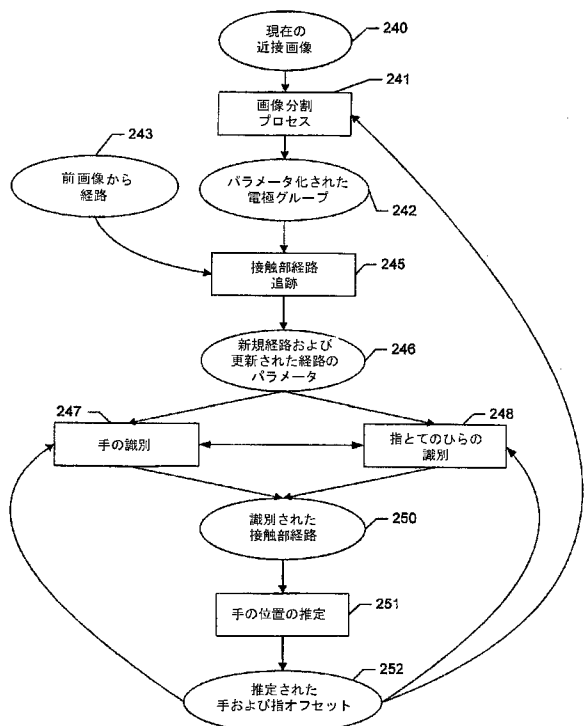 現在の
近接画像
240
241
画像分割
プロセス
243
前画像から
経路
パラメータ化された
電極グループ
242
接触部経路
追跡
245
新規経路および
更新された経路の
パラメータ
246
247
手の識別
248
指とてのひらの
識別
識別された
接触部経路
250
手の位置の推定
251
252
推定された
手および指オフセット